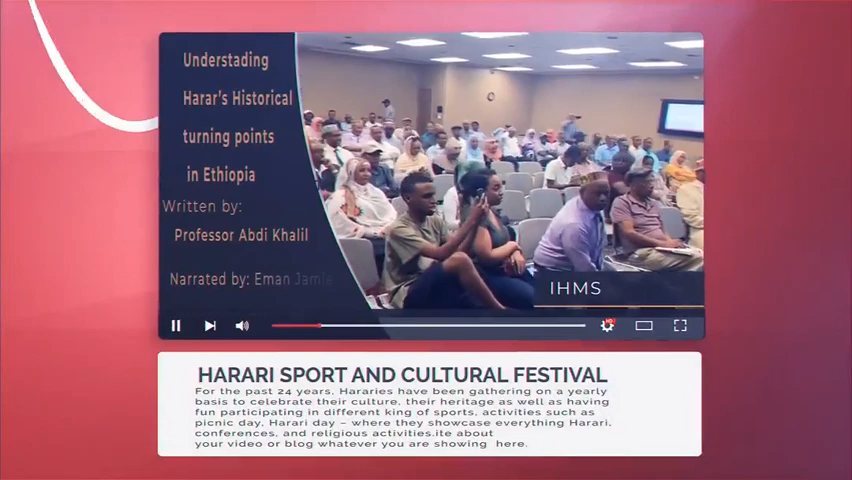 Understading
Harar's Historical
turning points
in Ethiopia
Written by:
Professor Abdi Khalil
Narrated by: Eman Jamie
IHMS
HD
HARARI SPORT AND CULTURAL FESTIVAL
For the past 24 years, Hararies have been gathering on a yearly
basis to celebrate their culture, their heritage as well as having
fun participating in different king of sports, activities such as
picnic day, Harari day – where they showcase everything Harari,
conferences, and religious activities.ite about
your video or blog whatever you are showing here.